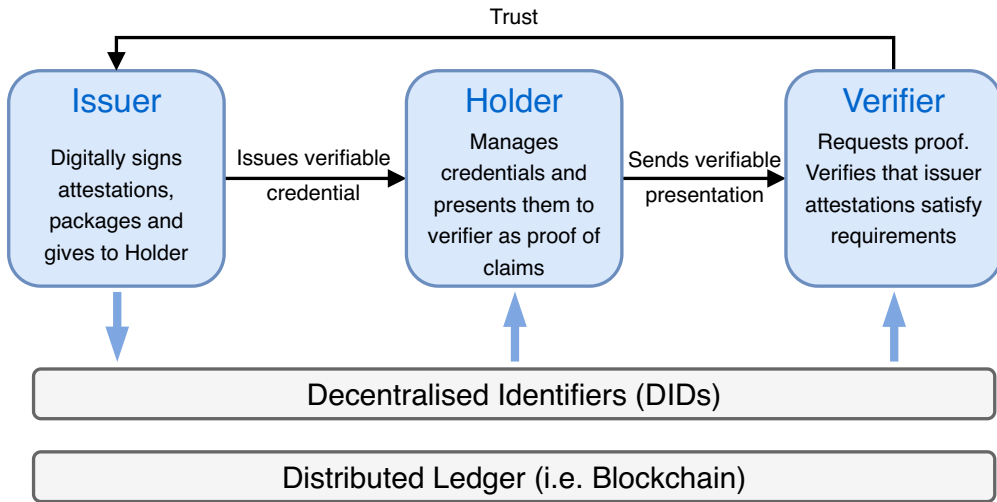 Trust
Issuer
Digitally signs
attestations,
packages and
gives to Holder
Issues verifiable
credential
Holder
Manages
credentials and
presents them to
verifier as proof of
claims
Sends verifiable
presentation
Verifier
Requests proof.
Verifies that issuer
attestations satisfy
requirements
Decentralised Identifiers (DIDs)
Distributed Ledger (i.e. Blockchain)